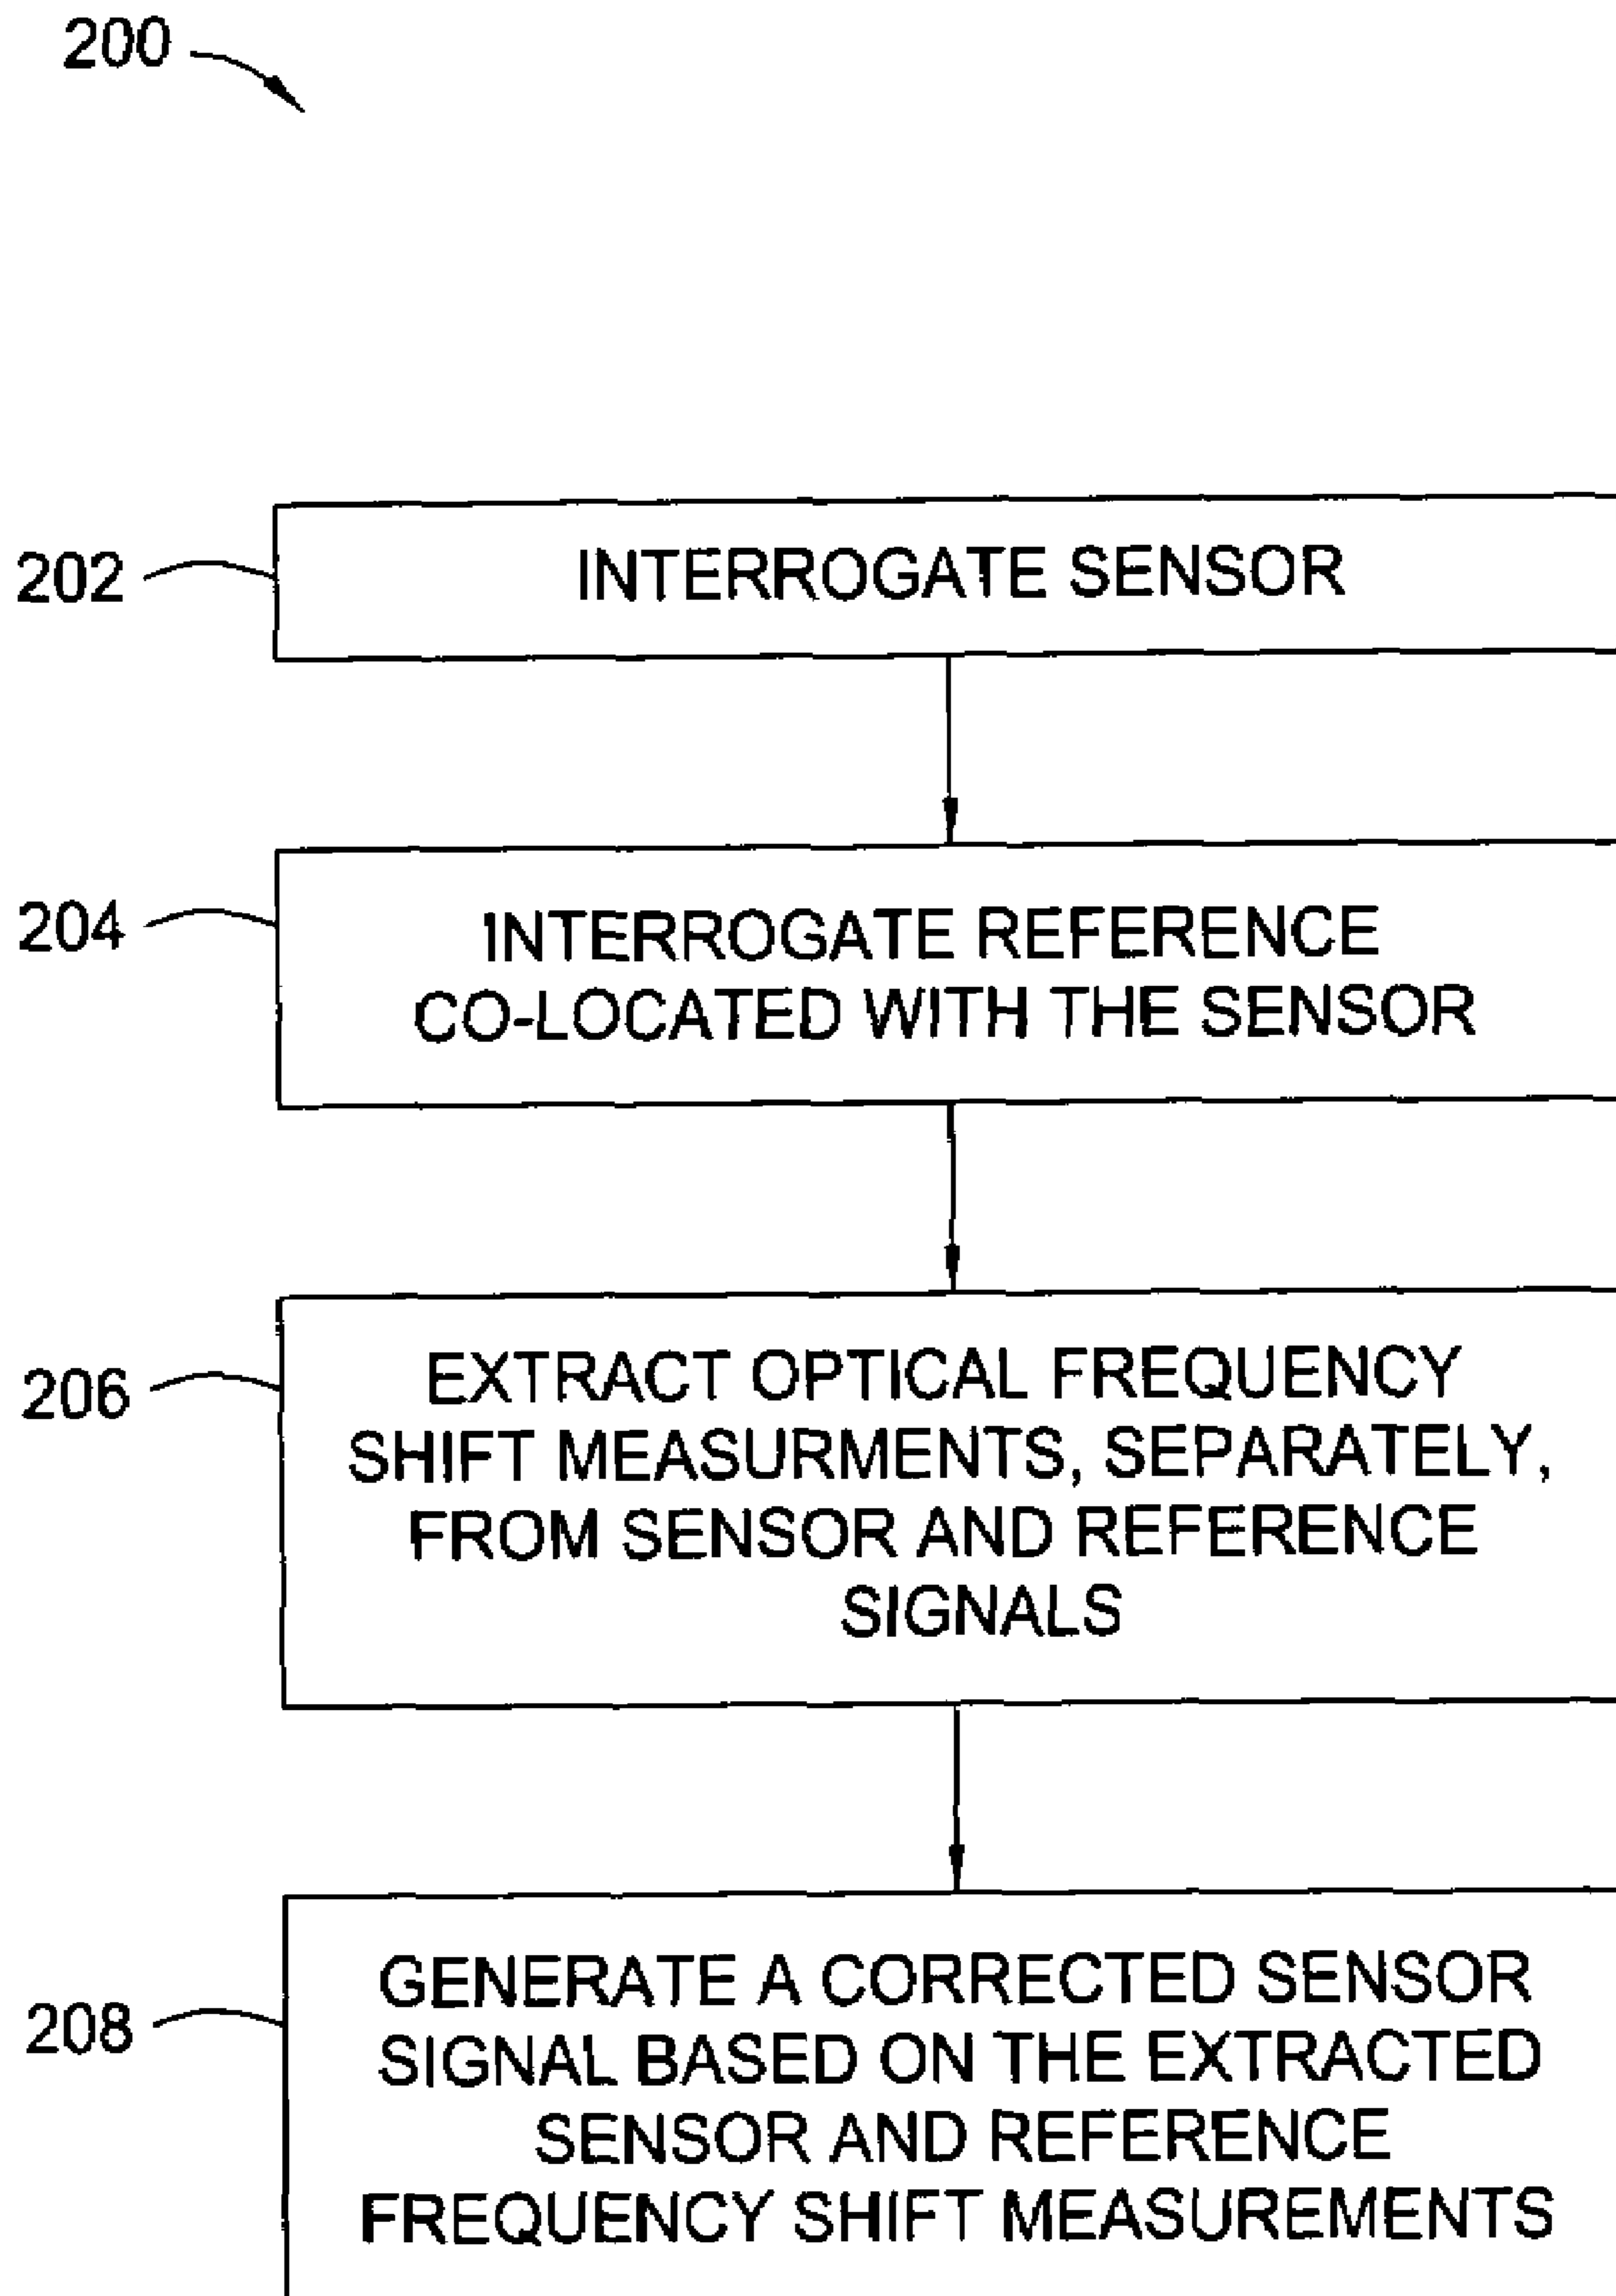 200
202
INTERROGATE SENSOR
204
INTERROGATE REFERENCE
CO-LOCATED WITH THE SENSOR
206
EXTRACT OPTICAL FREQUENCY
SHIFT MEASURMENTS, SEPARATELY,
FROM SENSOR AND REFERENCE
SIGNALS
208
GENERATE A CORRECTED SENSOR
SIGNAL BASED ON THE EXTRACTED
SENSOR AND REFERENCE
FREQUENCY SHIFT MEASUREMENTS